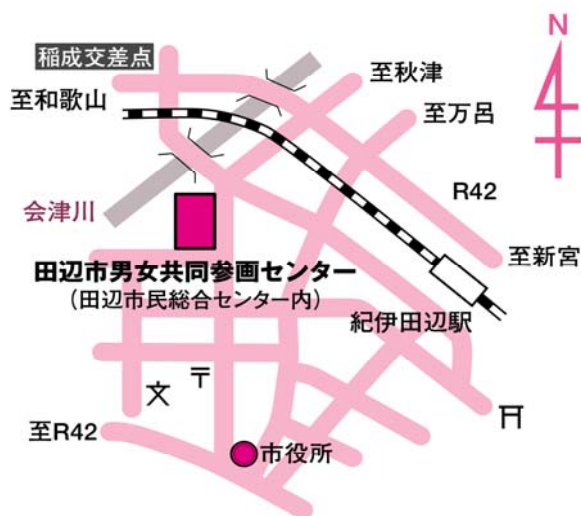 N
稲成交差点
至秋津
至和歌山
至万呂
R42
会津川
至新宮
田辺市男女共同参画センター
（田辺市民総合センター内）
紀伊田辺駅
〒
文
至R42
市役所